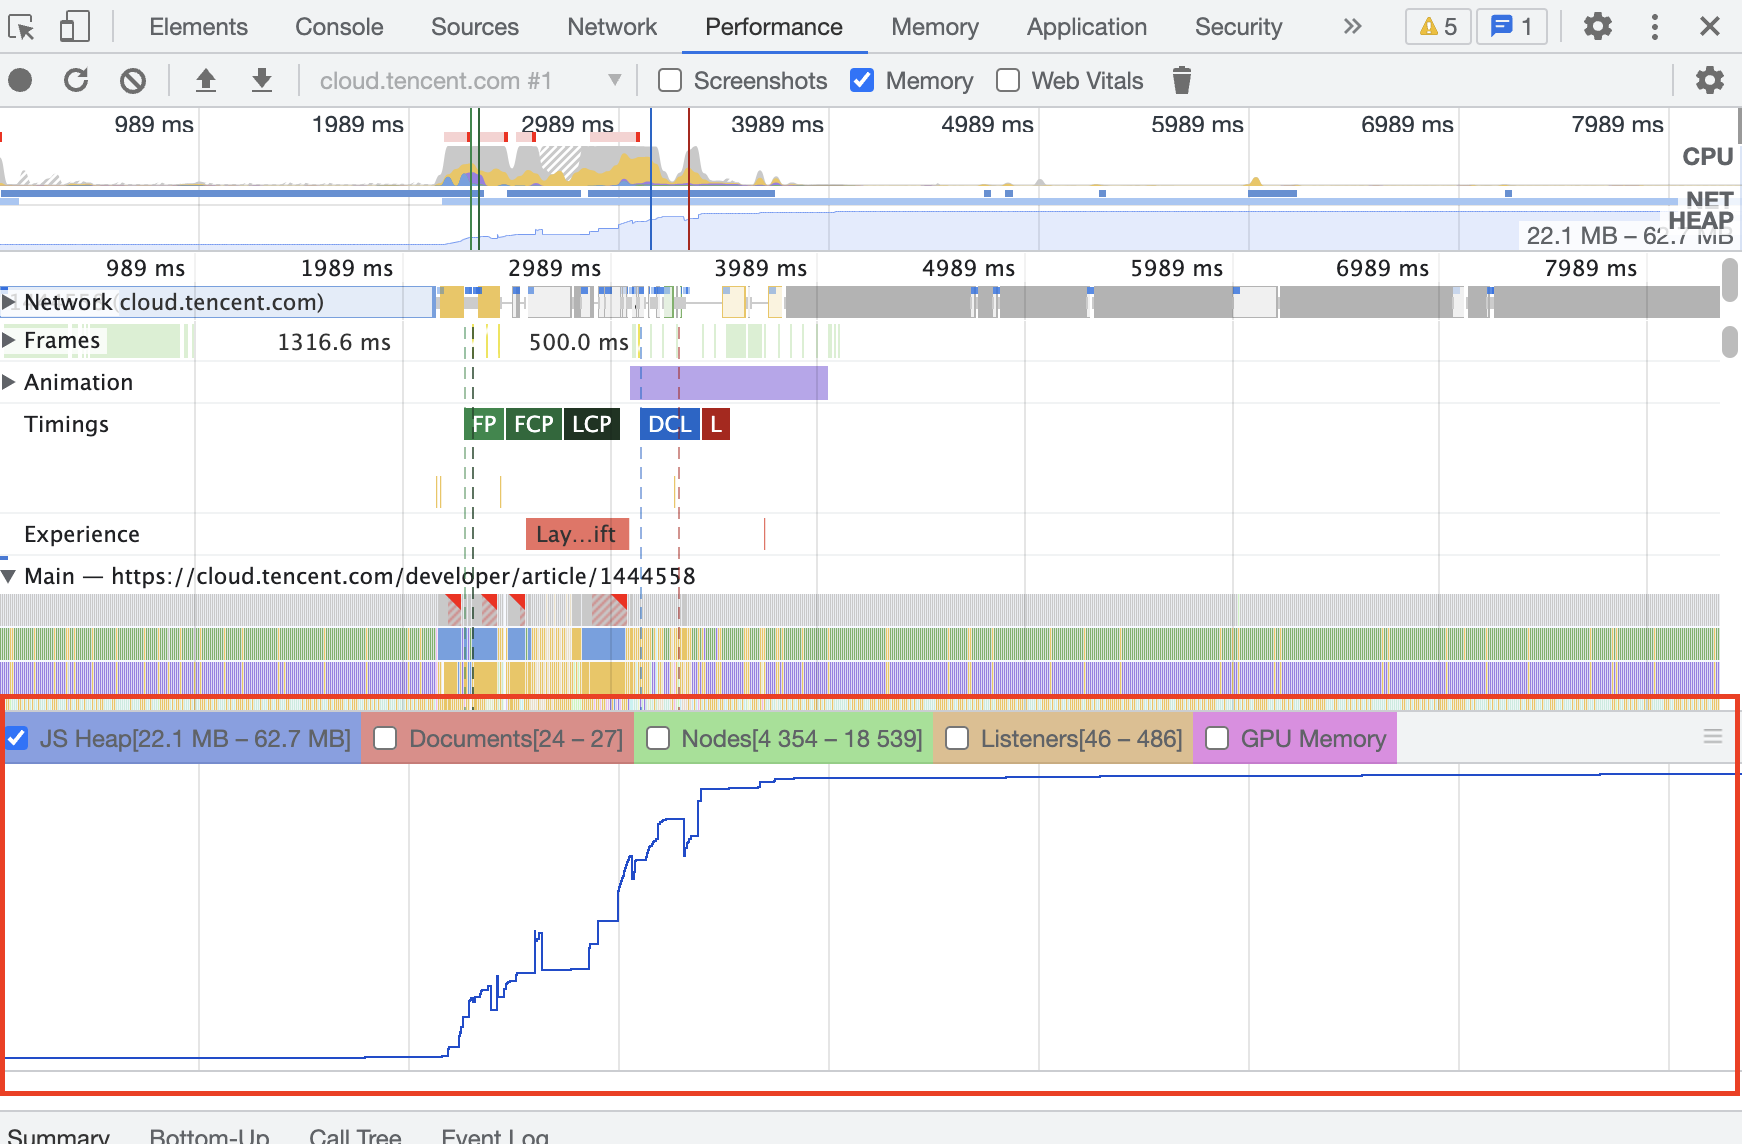 Elements Console Sources Network Performance Memory Application Security » 5 1
cloud.tencent.com #1 Screenshots Memory Web Vitals
989 ms 1989 ms 2989 ms 3989 ms 4989 ms 5989 ms 6989 ms 7989 ms
CPU
NET
HEAP
22.1 MB – 62.7 MB
989 ms 1989 ms 2989 ms 3989 ms 4989 ms 5989 ms 6989 ms 7989 ms
Network (cloud.tencent.com)
Frames 1316.6 ms 500.0 ms
Animation
Timings FP FCP LCP DCL L
Experience Lay…ift
Main — https://cloud.tencent.com/developer/article/1444558
JS Heap[22.1 MB – 62.7 MB] Documents[24 – 27] Nodes[4 354 – 18 539] Listeners[46 – 486] GPU Memory
Summary Bottom-Up Call Tree Event Log